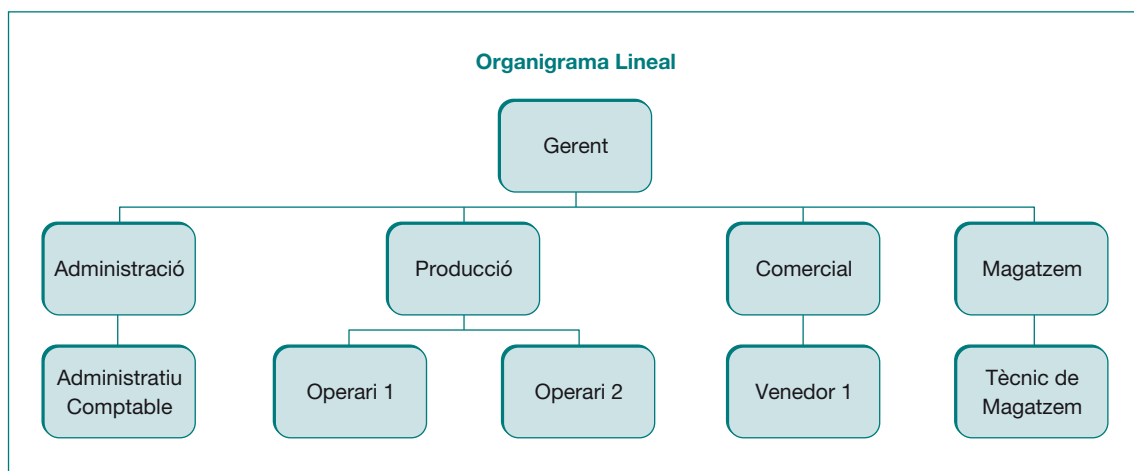 Organigrama Lineal
Gerent
Administració
Producció
Comercial
Magatzem
Administratiu
Comptable
Operari 1
Operari 2
Venedor 1
Tècnic de
Magatzem